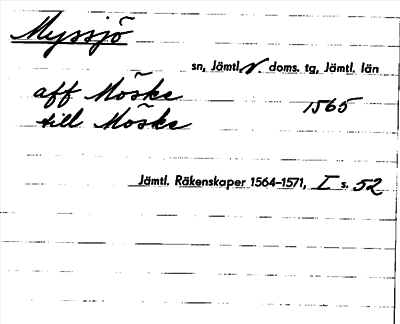 Myssjö
sn, Jämtl. V. doms. tg, Jämtl. län
aff Möske 1565
till Möske
Jämtl. Räkenskaper 1564–1571, I s. 52